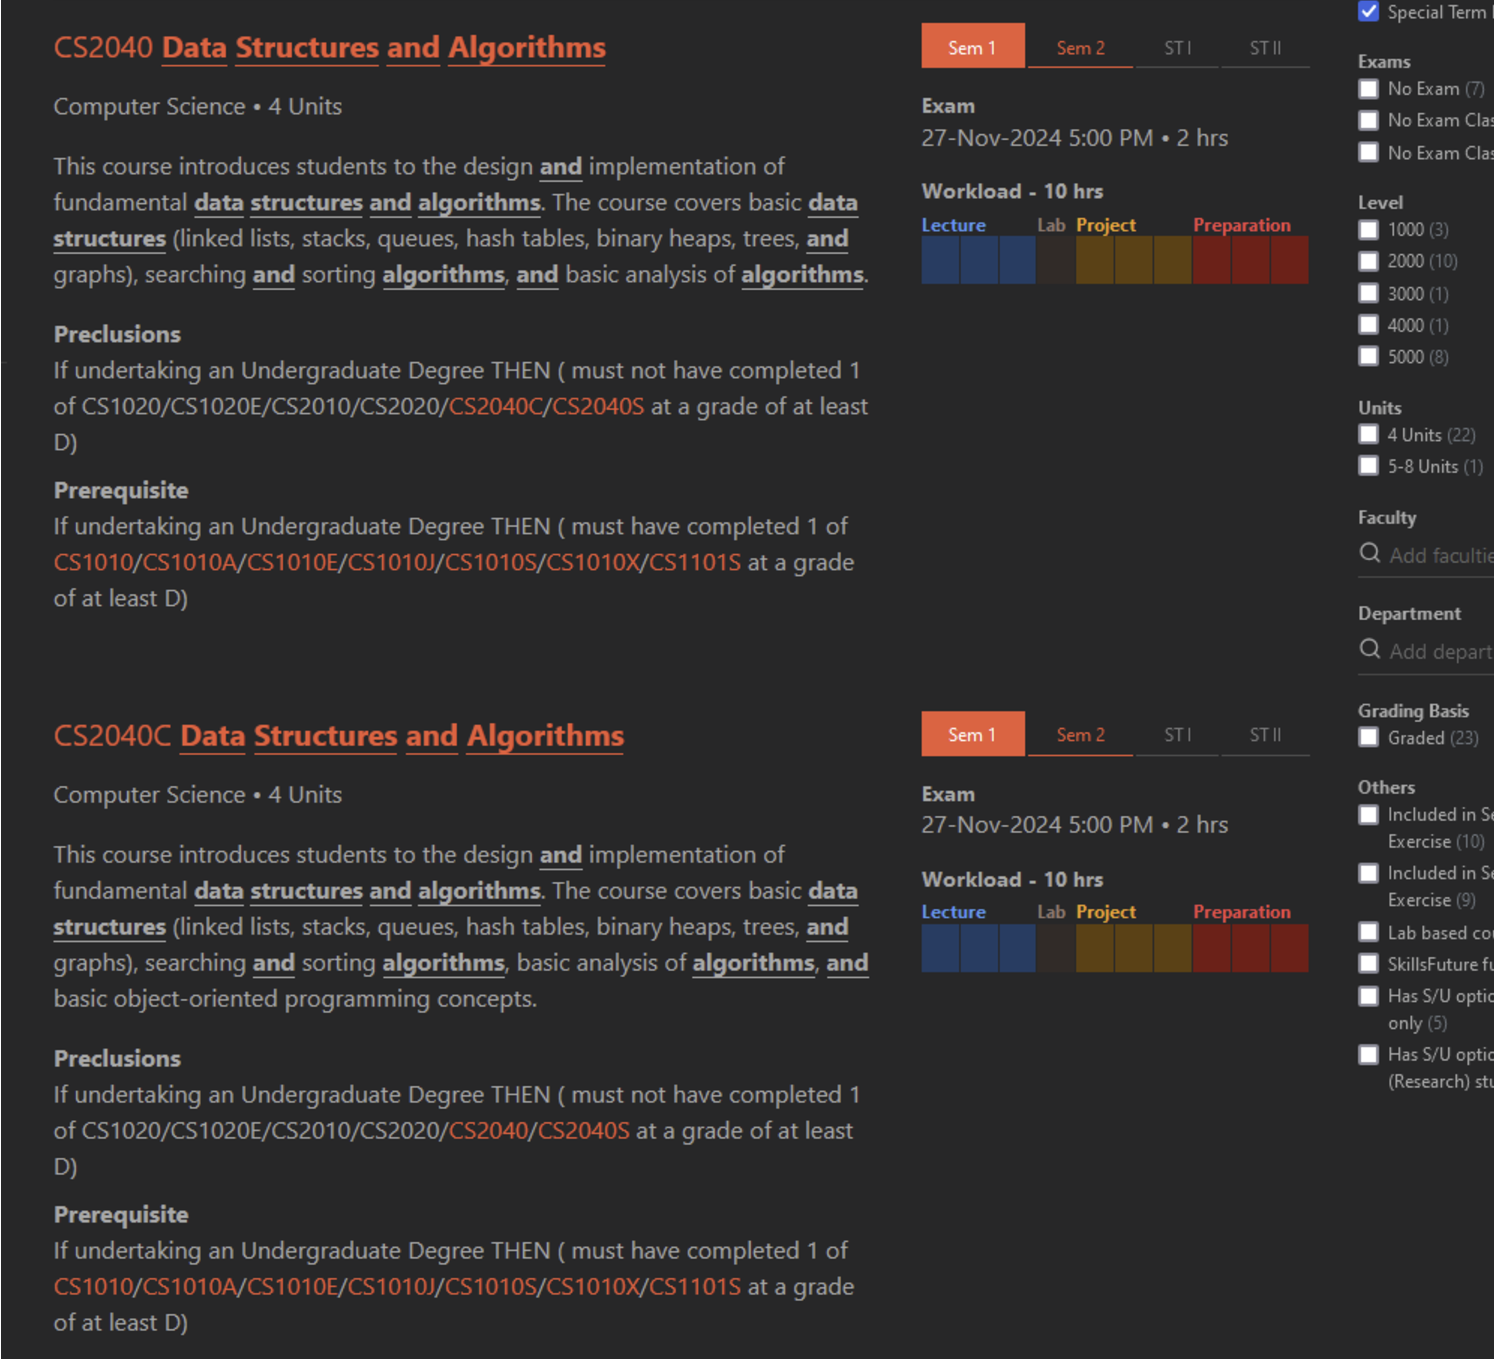 CS2040 Data Structures and Algorithms
Computer Science • 4 Units
This course introduces students to the design and implementation of
fundamental data structures and algorithms. The course covers basic data
structures (linked lists, stacks, queues, hash tables, binary heaps, trees, and
graphs), searching and sorting algorithms, and basic analysis of algorithms.
Preclusions
If undertaking an Undergraduate Degree THEN ( must not have completed 1
of CS1020/CS1020E/CS2010/CS2020/CS2040C/CS2040S at a grade of at least
D)
Prerequisite
If undertaking an Undergraduate Degree THEN ( must have completed 1 of
CS1010/CS1010A/CS1010E/CS1010J/CS1010S/CS1010X/CS1101S at a grade
of at least D)
Sem 1 Sem 2 ST I ST II
Exam
27-Nov-2024 5:00 PM • 2 hrs
Workload - 10 hrs
Lecture Lab Project Preparation
CS2040C Data Structures and Algorithms
Computer Science • 4 Units
This course introduces students to the design and implementation of
fundamental data structures and algorithms. The course covers basic data
structures (linked lists, stacks, queues, hash tables, binary heaps, trees, and
graphs), searching and sorting algorithms, basic analysis of algorithms, and
basic object-oriented programming concepts.
Preclusions
If undertaking an Undergraduate Degree THEN ( must not have completed 1
of CS1020/CS1020E/CS2010/CS2020/CS2040/CS2040S at a grade of at least
D)
Prerequisite
If undertaking an Undergraduate Degree THEN ( must have completed 1 of
CS1010/CS1010A/CS1010E/CS1010J/CS1010S/CS1010X/CS1101S at a grade
of at least D)
Sem 1 Sem 2 ST I ST II
Exam
27-Nov-2024 5:00 PM • 2 hrs
Workload - 10 hrs
Lecture Lab Project Preparation
Special Term
Exams
No Exam (7)
No Exam Clas
No Exam Clas
Level
1000 (3)
2000 (10)
3000 (1)
4000 (1)
5000 (8)
Units
4 Units (22)
5-8 Units (1)
Faculty
Add facultie
Department
Add depart
Grading Basis
Graded (23)
Others
Included in Se
Exercise (10)
Included in Se
Exercise (9)
Lab based cou
SkillsFuture fu
Has S/U optio
only (5)
Has S/U optio
(Research) stu